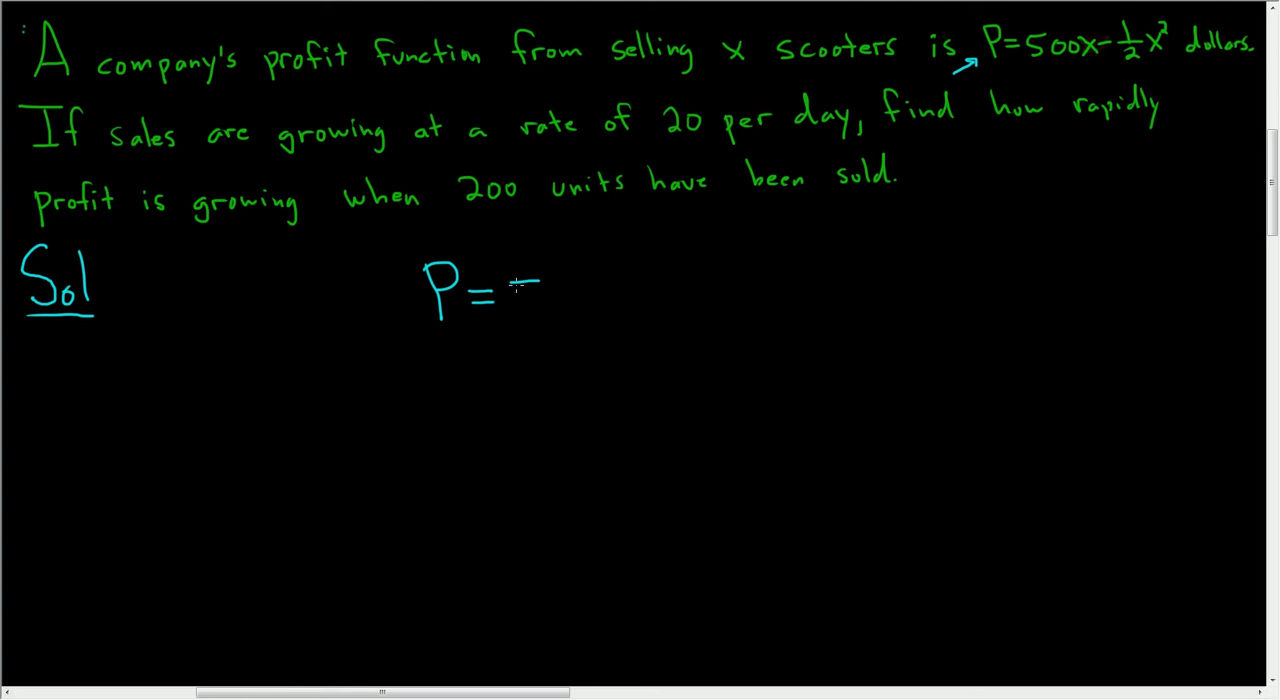 A company's profit function from selling x scooters is P=500x-½x² dollars.
If sales are growing at a rate of 20 per day, find how rapidly
profit is growing when 200 units have been sold.
Sol
P=